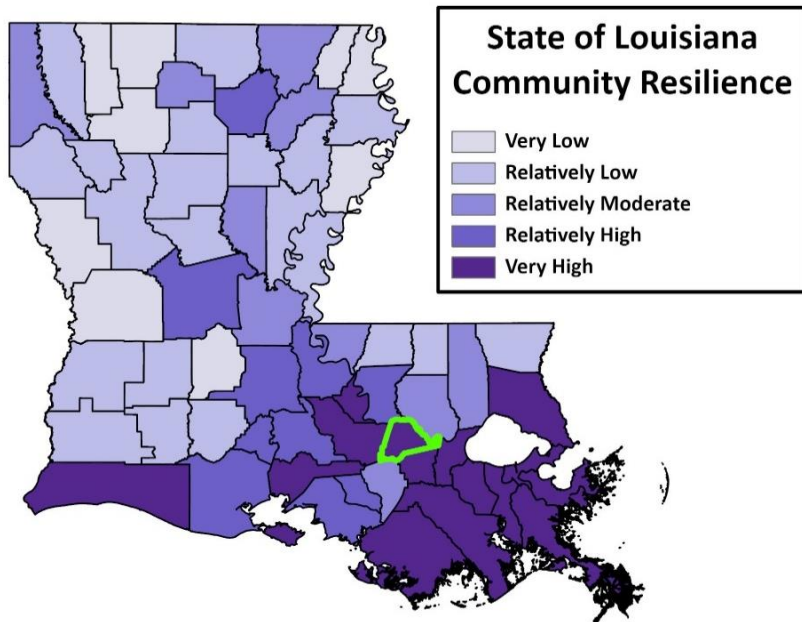 State of Louisiana
Community Resilience
Very Low
Relatively Low
Relatively Moderate
Relatively High
Very High